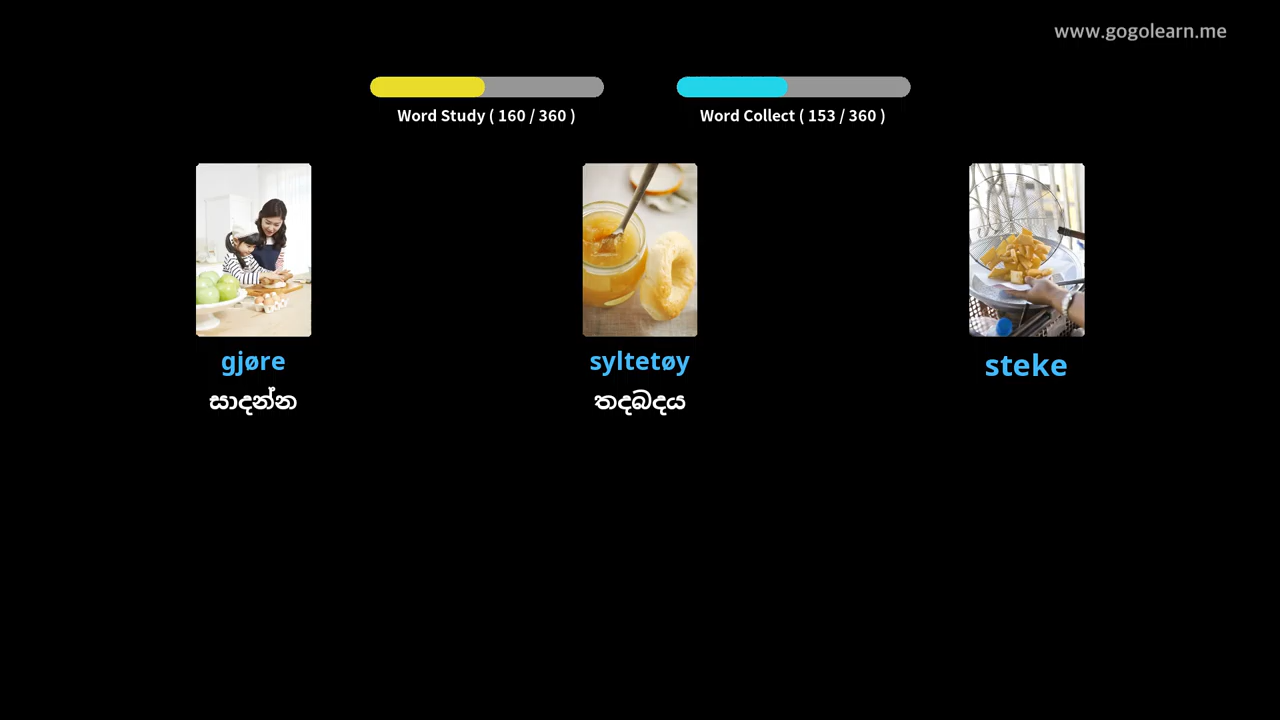 www.gogolearn.me
Word Study ( 160 / 360 )
Word Collect ( 153 / 360 )
gjøre
සාදන්න
syltetøy
තදබදය
steke